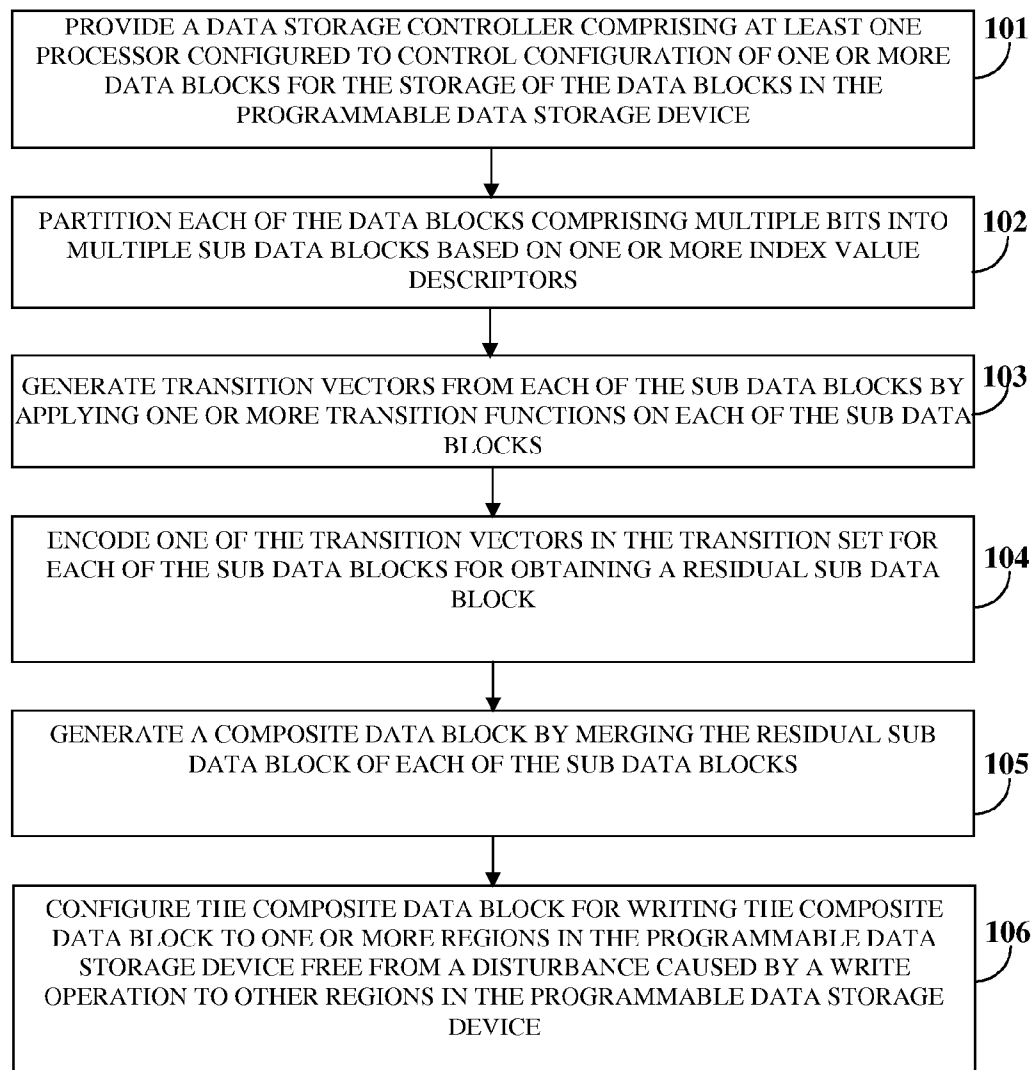 PROVIDE A DATA STORAGE CONTROLLER COMPRISING AT LEAST ONE
PROCESSOR CONFIGURED TO CONTROL CONFIGURATION OF ONE OR MORE
DATA BLOCKS FOR THE STORAGE OF THE DATA BLOCKS IN THE
PROGRAMMABLE DATA STORAGE DEVICE
101
PARTITION EACH OF THE DATA BLOCKS COMPRISING MULTIPLE BITS INTO
MULTIPLE SUB DATA BLOCKS BASED ON ONE OR MORE INDEX VALUE
DESCRIPTORS
102
GENERATE TRANSITION VECTORS FROM EACH OF THE SUB DATA BLOCKS BY
APPLYING ONE OR MORE TRANSITION FUNCTIONS ON EACH OF THE SUB DATA
BLOCKS
103
ENCODE ONE OF THE TRANSITION VECTORS IN THE TRANSITION SET FOR
EACH OF THE SUB DATA BLOCKS FOR OBTAINING A RESIDUAL SUB DATA
BLOCK
104
GENERATE A COMPOSITE DATA BLOCK BY MERGING THE RESIDUAL SUB
DATA BLOCK OF EACH OF THE SUB DATA BLOCKS
105
CONFIGURE THE COMPOSITE DATA BLOCK FOR WRITING THE COMPOSITE
DATA BLOCK TO ONE OR MORE REGIONS IN THE PROGRAMMABLE DATA
STORAGE DEVICE FREE FROM A DISTURBANCE CAUSED BY A WRITE
OPERATION TO OTHER REGIONS IN THE PROGRAMMABLE DATA STORAGE
DEVICE
106